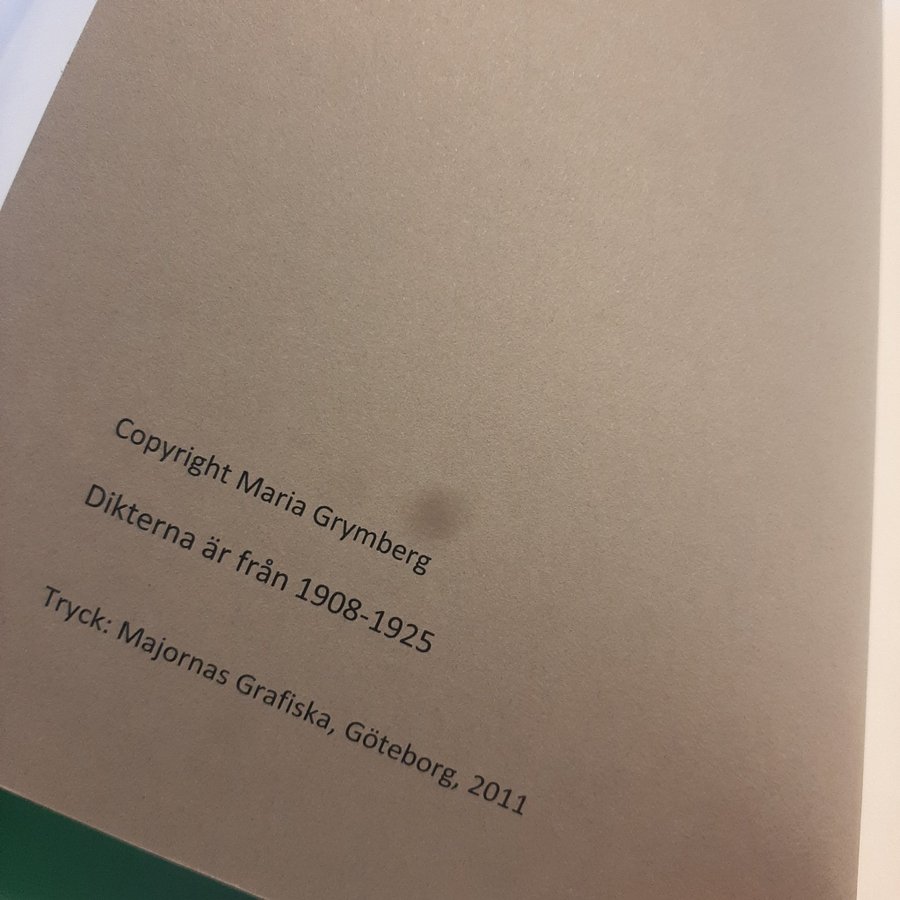 Copyright Maria Grymberg
Dikterna är från 1908-1925
Tryck: Majornas Grafiska, Göteborg, 2011